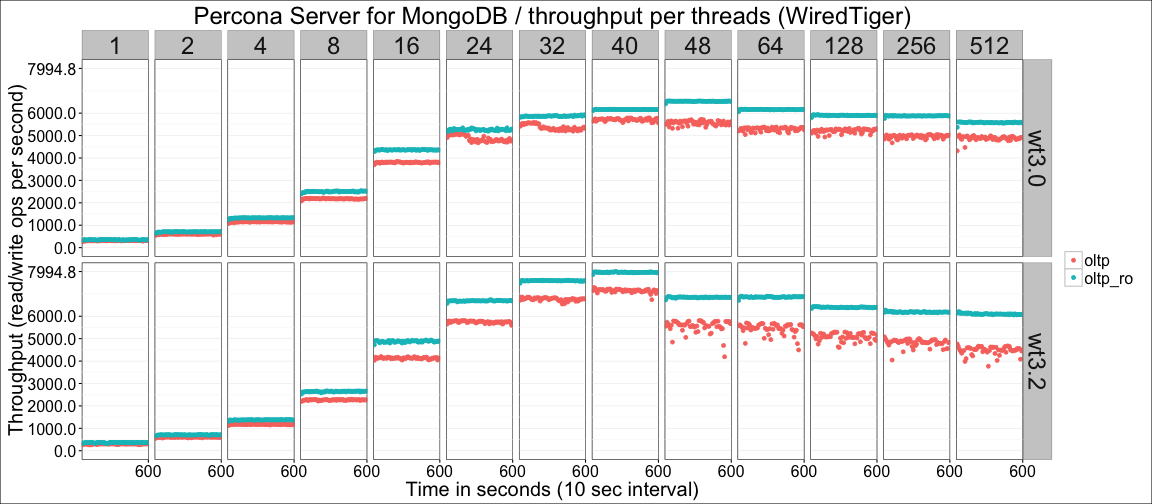 Percona Server for MongoDB / throughput per threads (WiredTiger)
1 2 4 8 16 24 32 40 48 64 128 256 512
Throughput (read/write ops per second)
7994.8
6000.0
5000.0
4000.0
3000.0
2000.0
1000.0
0.0
wt3.0
7994.8
6000.0
5000.0
4000.0
3000.0
2000.0
1000.0
0.0
wt3.2
oltp
oltp_ro
600 600 600 600 600 600 600 600 600 600 600 600 600
Time in seconds (10 sec interval)